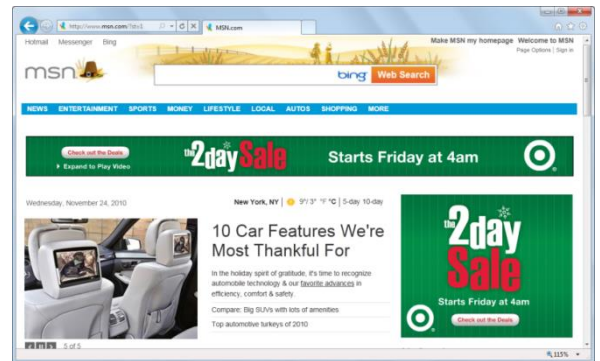 http://www.msn.com/?st=1
MSN.com
Hotmail Messenger Bing
Make MSN my homepage Welcome to MSN
Page Options | Sign in
msn
bing Web Search
NEWS ENTERTAINMENT SPORTS MONEY LIFESTYLE LOCAL AUTOS SHOPPING MORE
Check out the Deals
Expand to Play Video
the 2day Sale
Starts Friday at 4am
Wednesday, November 24, 2010
New York, NY | 9°/3° °F °C | 5-day 10-day
10 Car Features We're
Most Thankful For
In the holiday spirit of gratitude, it's time to recognize
automobile technology & our favorite advances in
efficiency, comfort & safety.
Compare: Big SUVs with lots of amenities
Top automotive turkeys of 2010
5 of 5
the 2day
Sale
Starts Friday at 4am
Check out the Deals
115%